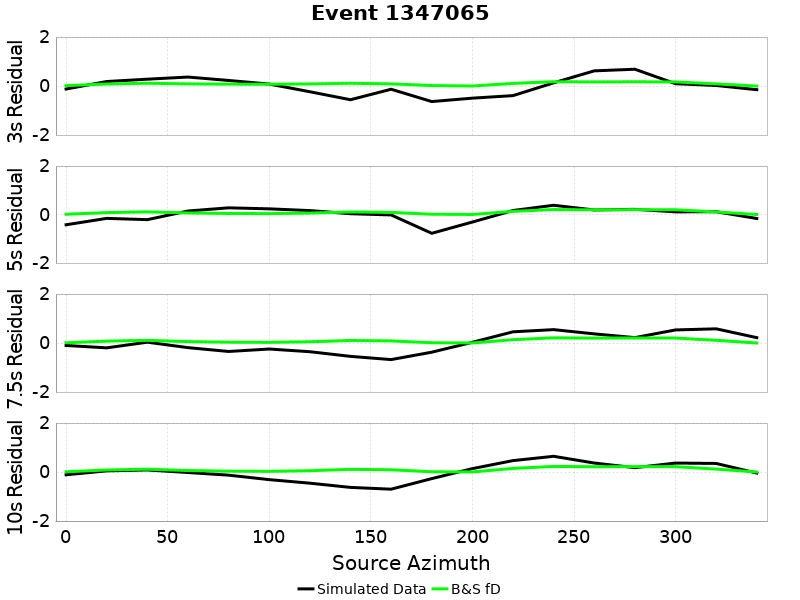 Event 1347065
3s Residual
2
0
-2
5s Residual
2
0
-2
7.5s Residual
2
0
-2
10s Residual
2
0
-2
0 50 100 150 200 250 300
Source Azimuth
Simulated Data B&S fD